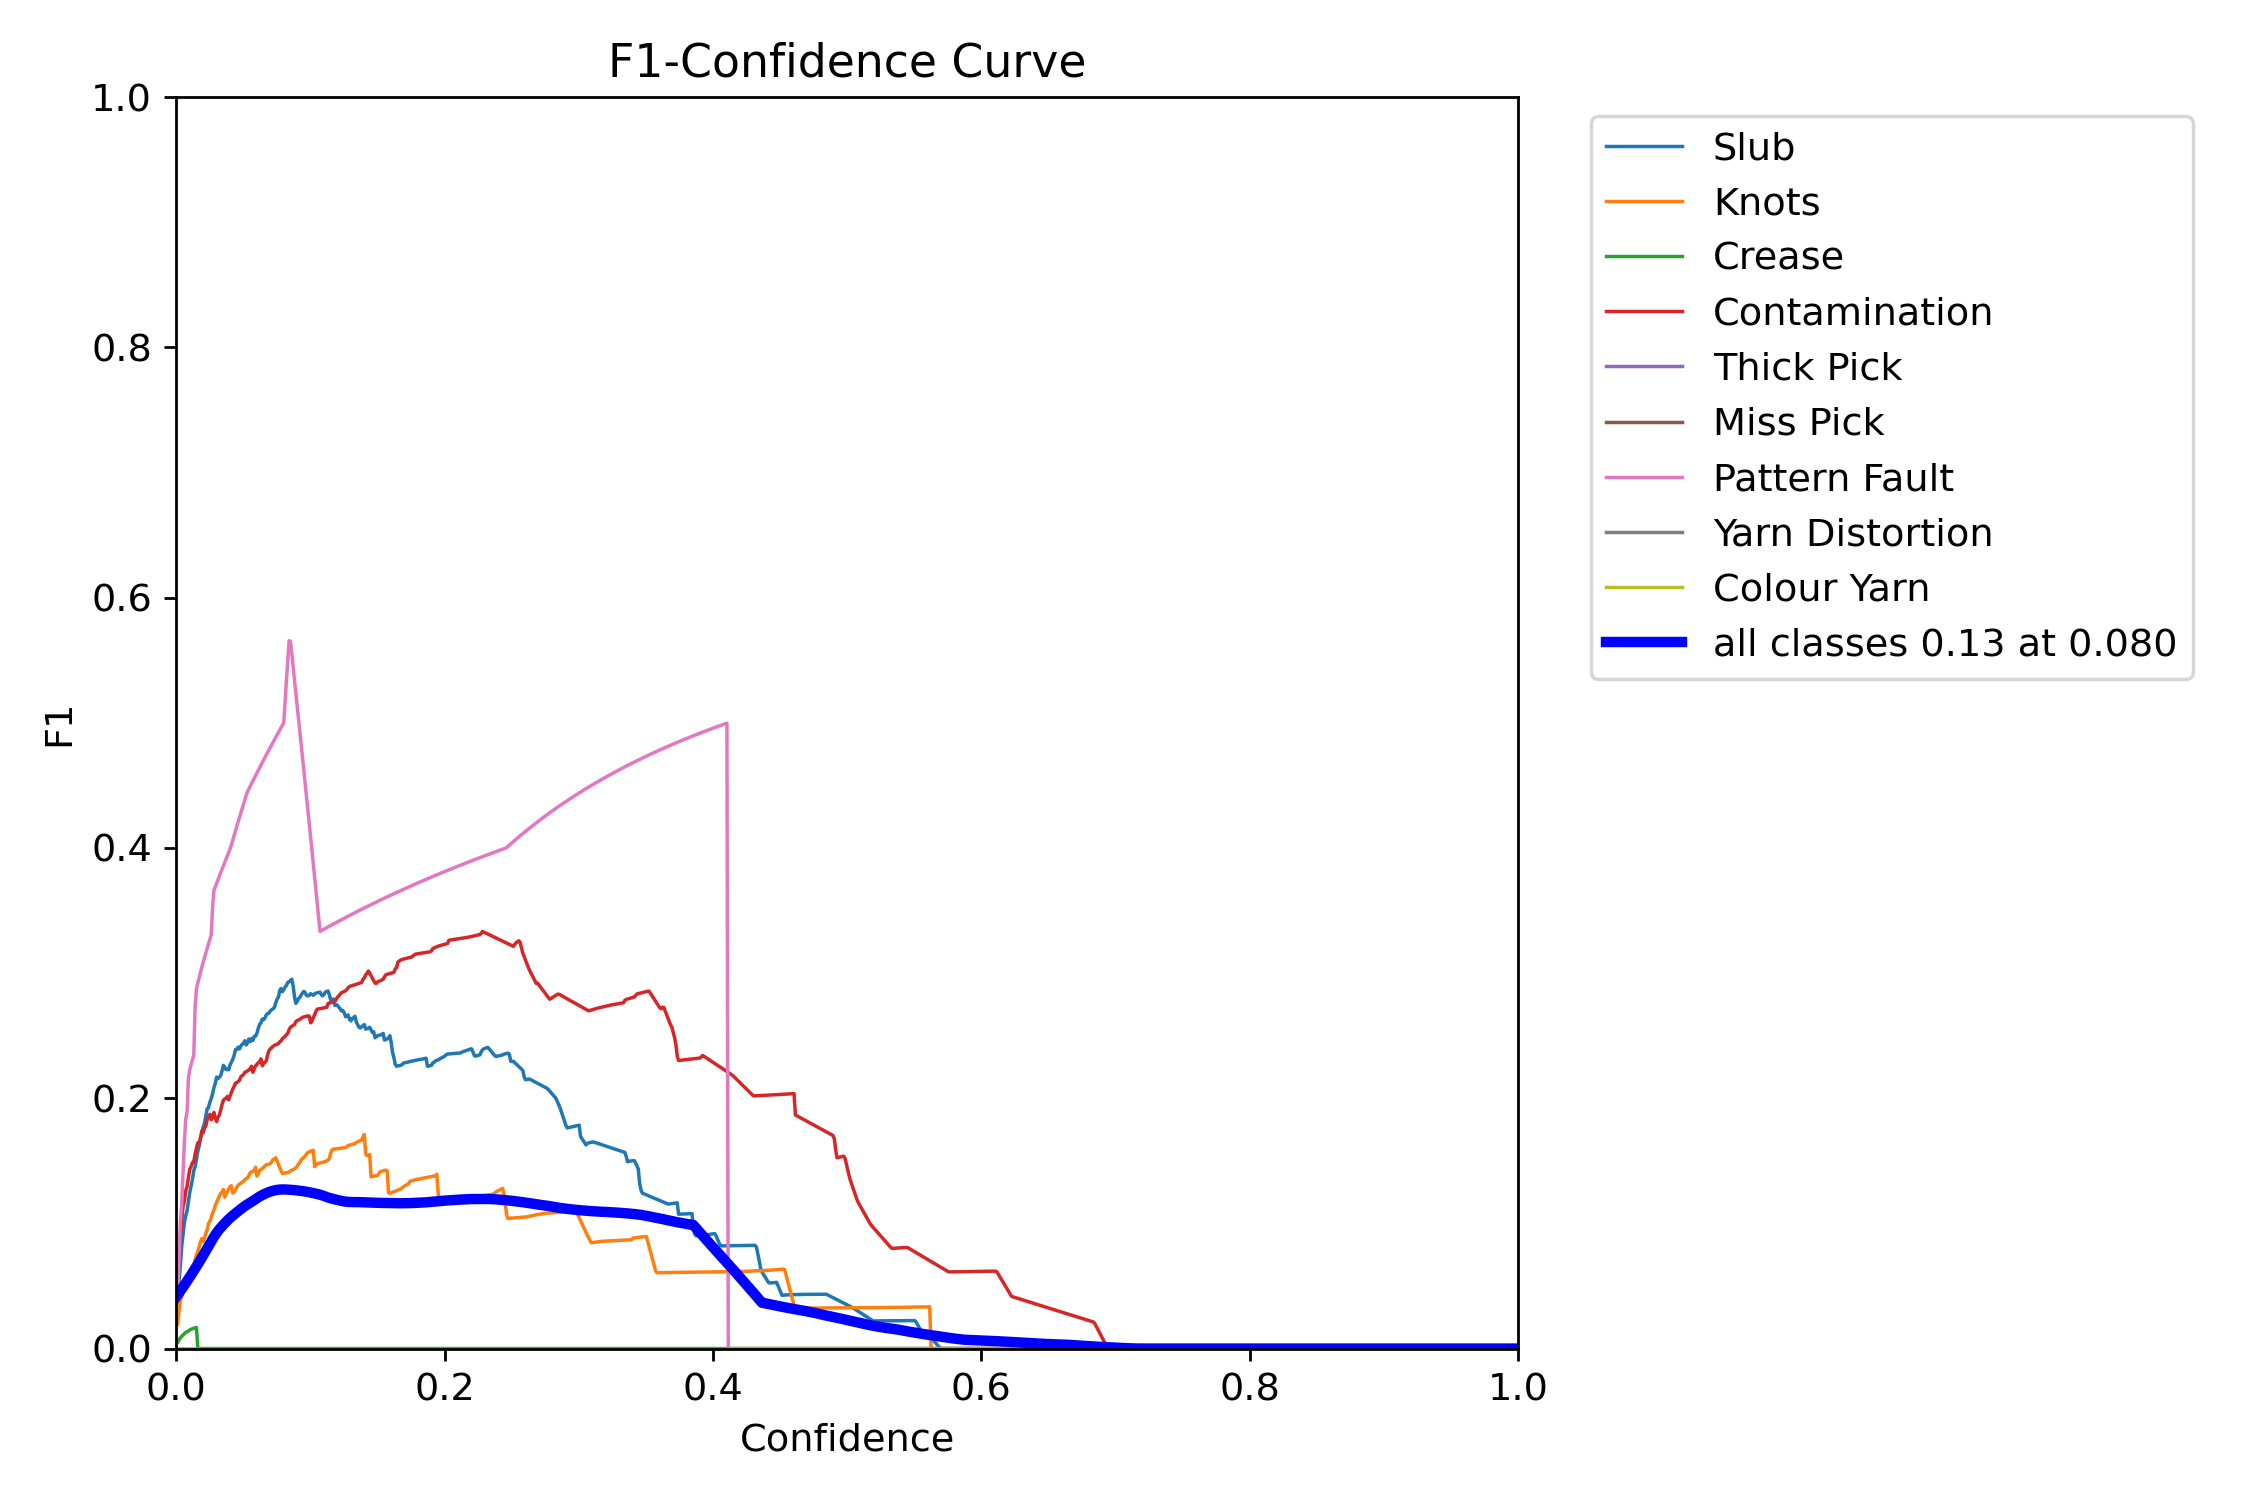 F1-Confidence Curve
1.0
0.8
0.6
0.4
0.2
0.0
F1
0.0 0.2 0.4 0.6 0.8 1.0
Confidence
Slub
Knots
Crease
Contamination
Thick Pick
Miss Pick
Pattern Fault
Yarn Distortion
Colour Yarn
all classes 0.13 at 0.080